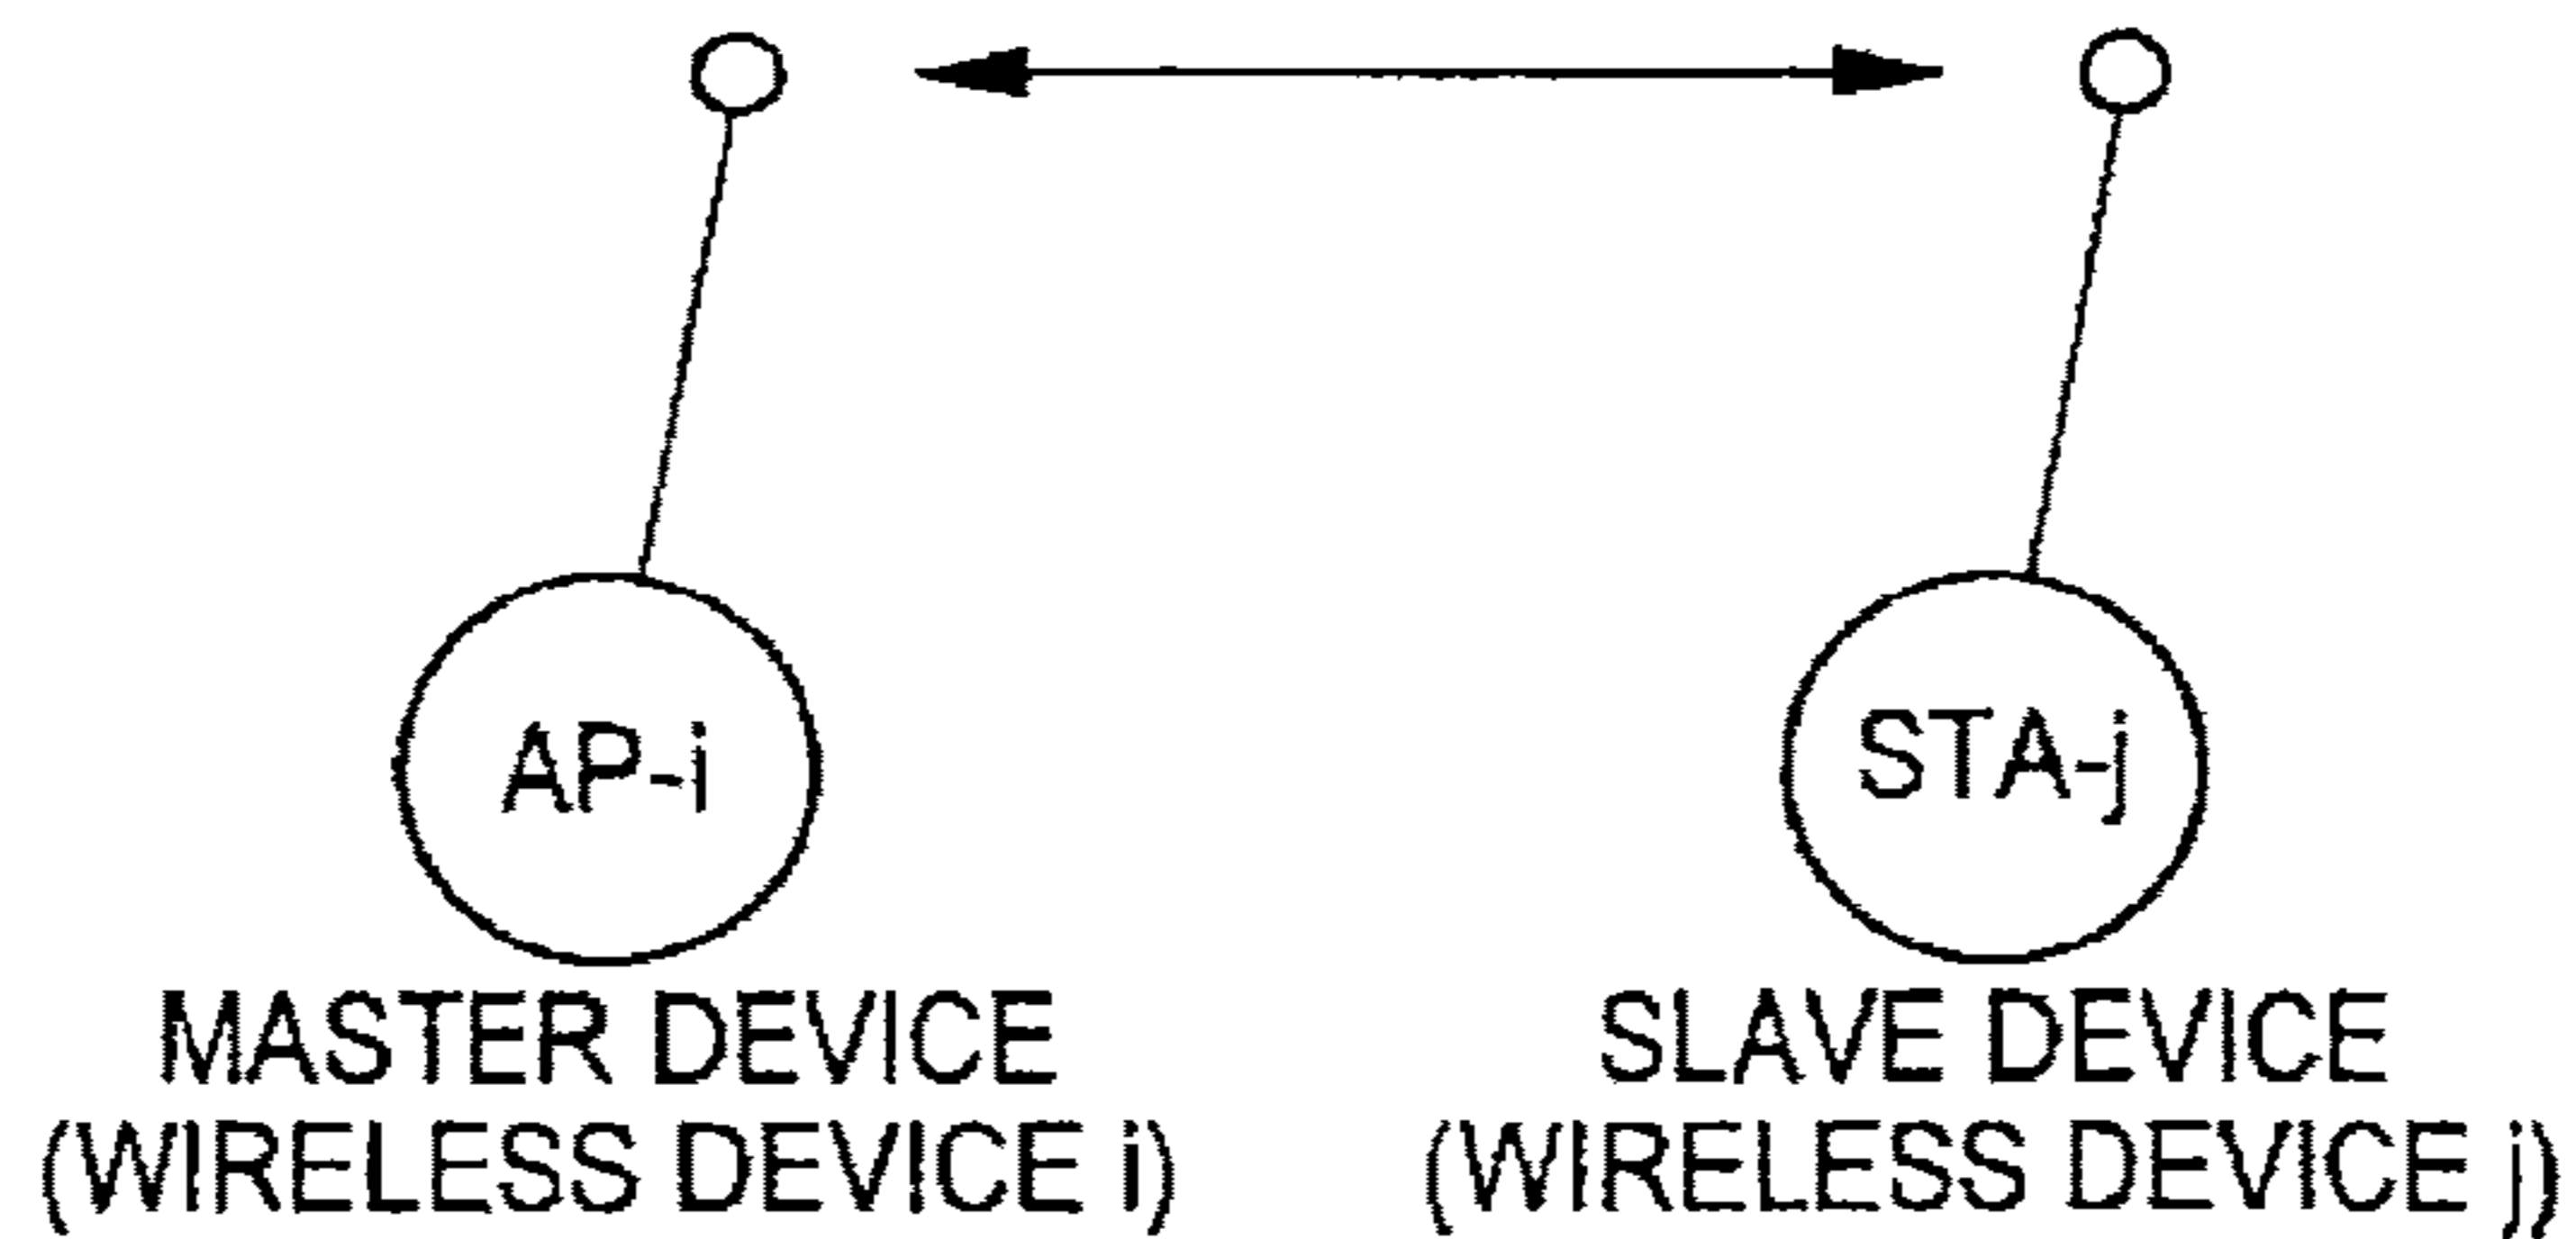 AP-i
STA-j
MASTER DEVICE
(WIRELESS DEVICE i)
SLAVE DEVICE
(WIRELESS DEVICE j)